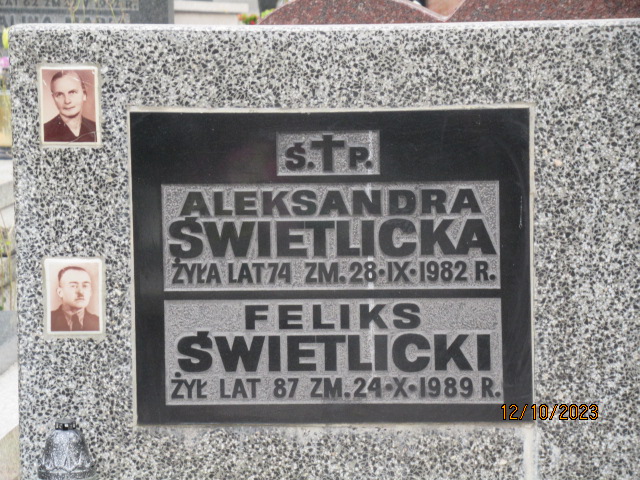 Ś.✝P.
ALEKSANDRA
ŚWIETLICKA
ŻYŁA LAT 74 ZM. 28·IX·1982 R.
FELIKS
ŚWIETLICKI
ŻYŁ LAT 87 ZM. 24·X·1989 R.
12/10/2023